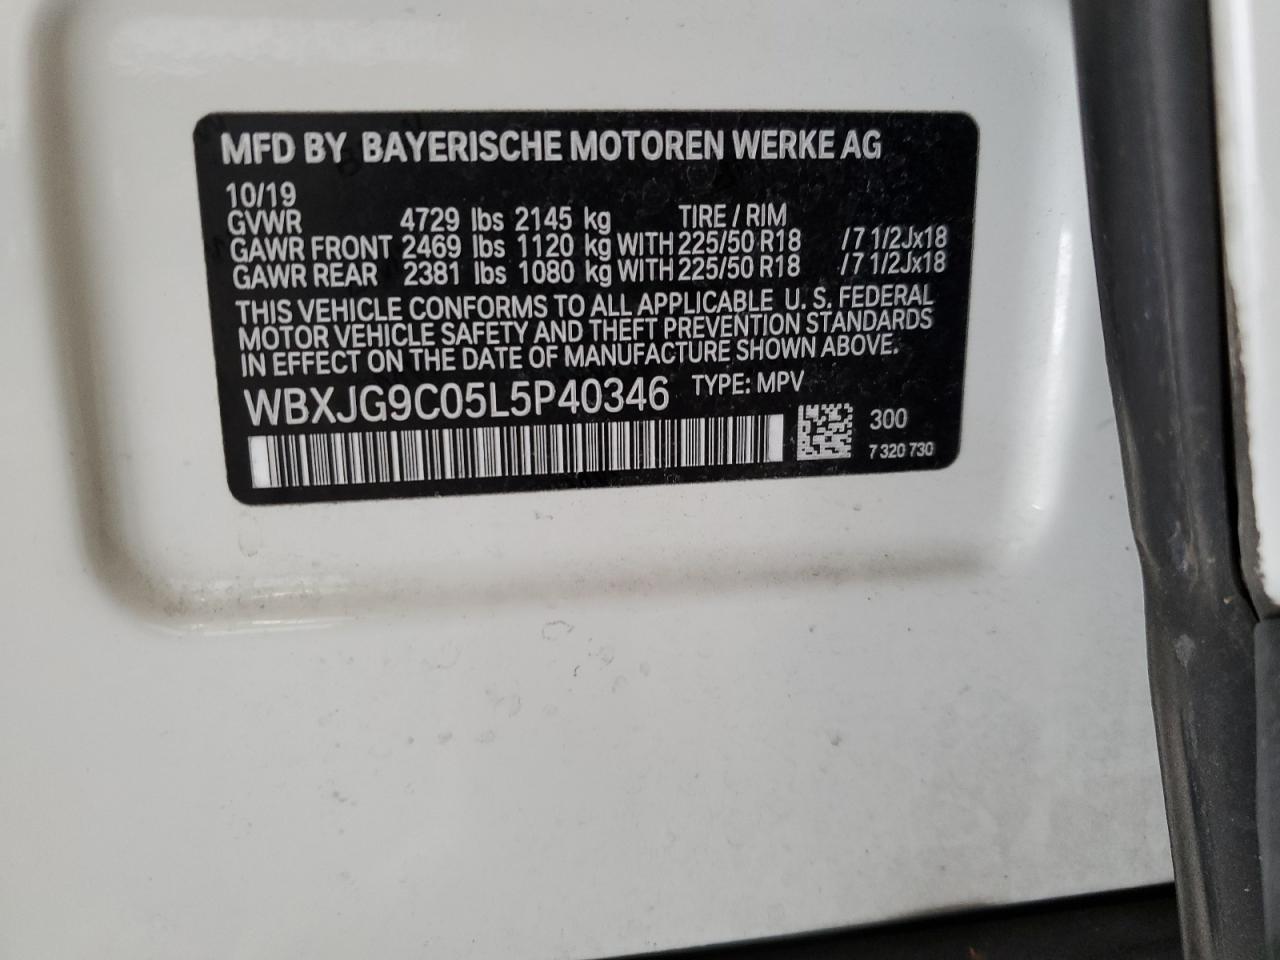 MFD BY BAYERISCHE MOTOREN WERKE AG
10/19
GVWR 4729 lbs 2145 kg TIRE / RIM
GAWR FRONT 2469 lbs 1120 kg WITH 225/50 R18 /7 1/2Jx18
GAWR REAR 2381 lbs 1080 kg WITH 225/50 R18 /7 1/2Jx18
THIS VEHICLE CONFORMS TO ALL APPLICABLE U. S. FEDERAL
MOTOR VEHICLE SAFETY AND THEFT PREVENTION STANDARDS
IN EFFECT ON THE DATE OF MANUFACTURE SHOWN ABOVE.
WBXJG9C05L5P40346 TYPE: MPV
300
7 320 730